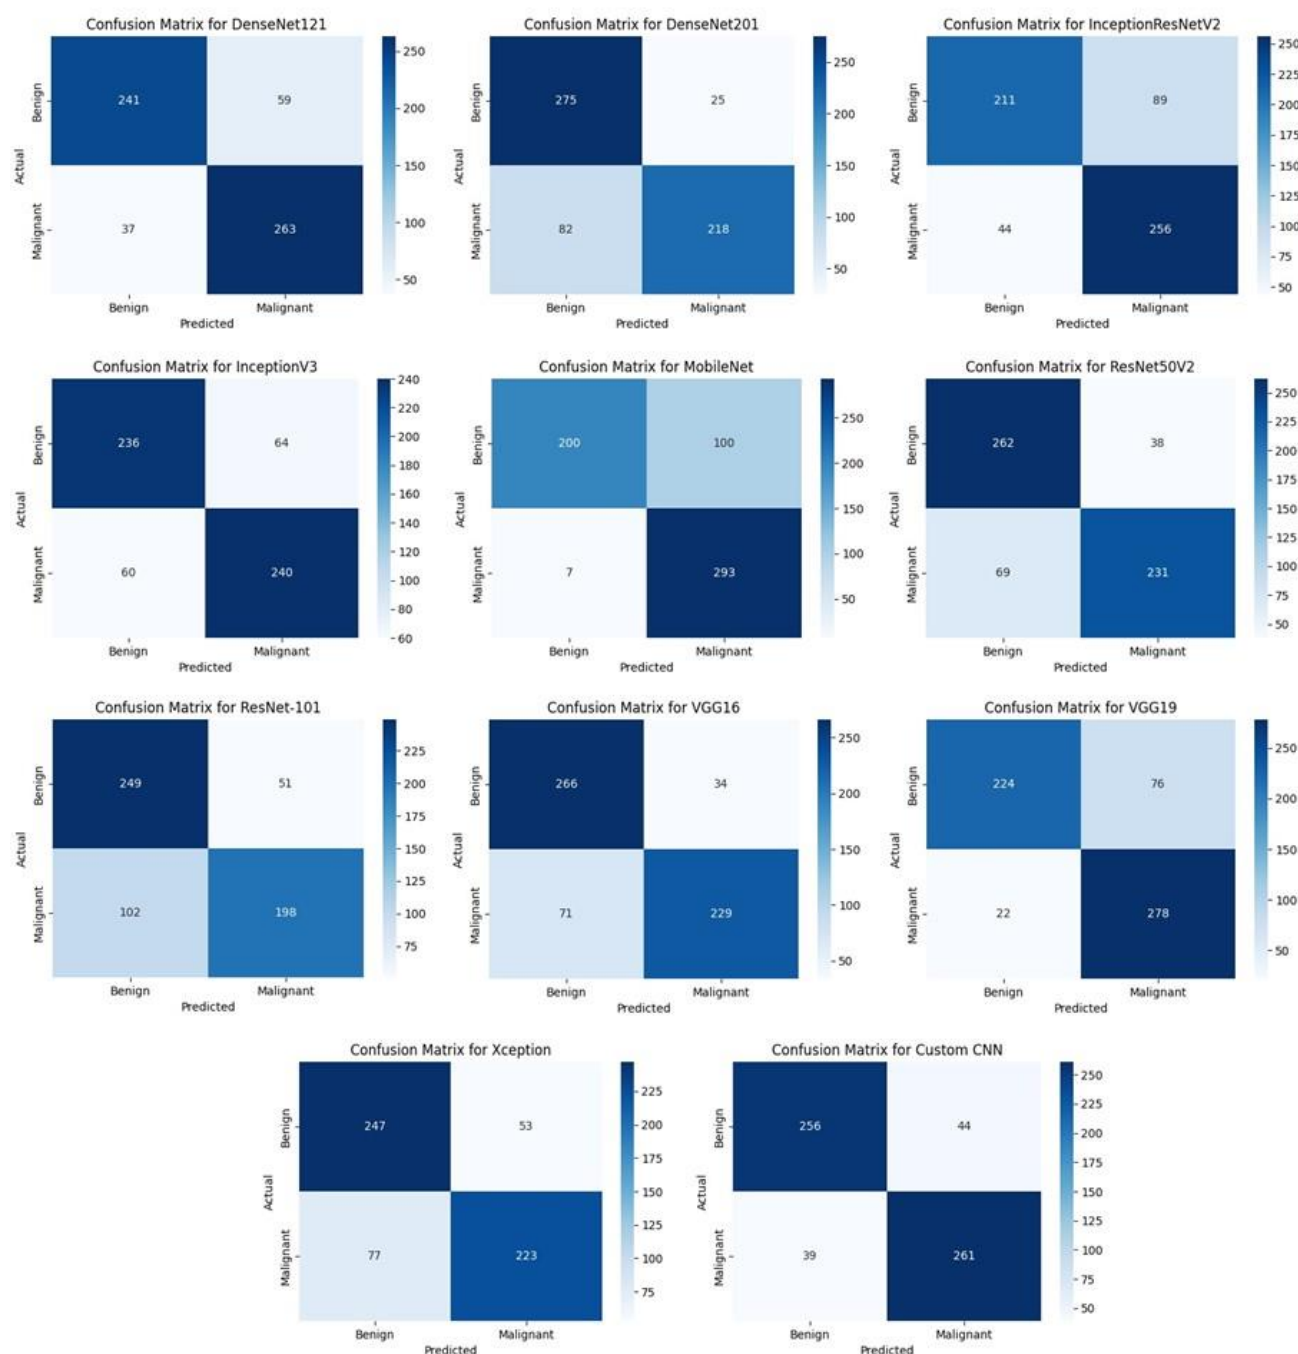 Confusion Matrix for DenseNet121
Benign
Malignant
Actual
241 59
37 263
Benign Malignant
Predicted
250
200
150
100
50
Confusion Matrix for DenseNet201
Benign
Malignant
Actual
275 25
82 218
Benign Malignant
Predicted
250
200
150
100
50
Confusion Matrix for InceptionResNetV2
Benign
Malignant
Actual
211 89
44 256
Benign Malignant
Predicted
250
225
200
175
150
125
100
75
50
Confusion Matrix for InceptionV3
Benign
Malignant
Actual
236 64
60 240
Benign Malignant
Predicted
240
220
200
180
160
140
120
100
80
60
Confusion Matrix for MobileNet
Benign
Malignant
Actual
200 100
7 293
Benign Malignant
Predicted
250
200
150
100
50
Confusion Matrix for ResNet50V2
Benign
Malignant
Actual
262 38
69 231
Benign Malignant
Predicted
250
225
200
175
150
125
100
75
50
Confusion Matrix for ResNet-101
Benign
Malignant
Actual
249 51
102 198
Benign Malignant
Predicted
225
200
175
150
125
100
75
Confusion Matrix for VGG16
Benign
Malignant
Actual
266 34
71 229
Benign Malignant
Predicted
250
200
150
100
50
Confusion Matrix for VGG19
Benign
Malignant
Actual
224 76
22 278
Benign Malignant
Predicted
250
200
150
100
50
Confusion Matrix for Xception
Benign
Malignant
Actual
247 53
77 223
Benign Malignant
Predicted
225
200
175
150
125
100
75
Confusion Matrix for Custom CNN
Benign
Malignant
Actual
256 44
39 261
Benign Malignant
Predicted
250
225
200
175
150
125
100
75
50